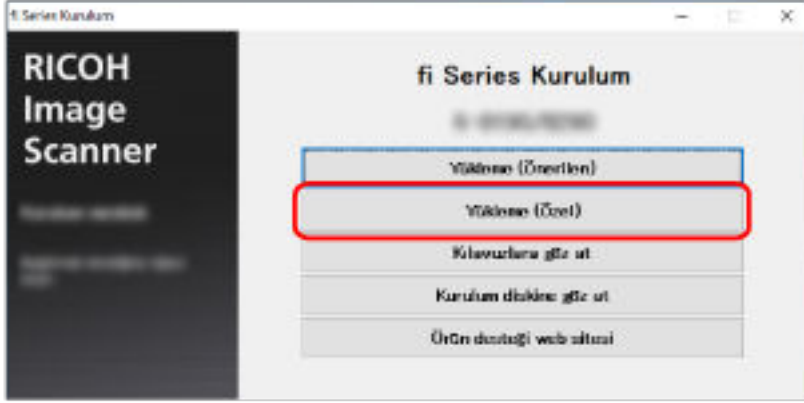 fi Series Kurulum
RICOH
Image
Scanner
fi Series Kurulum
Yükleme (Önerilen)
Yükleme (Özel)
Kılavuzlara göz at
Kurulum diskine göz at
Ürün desteği web sitesi